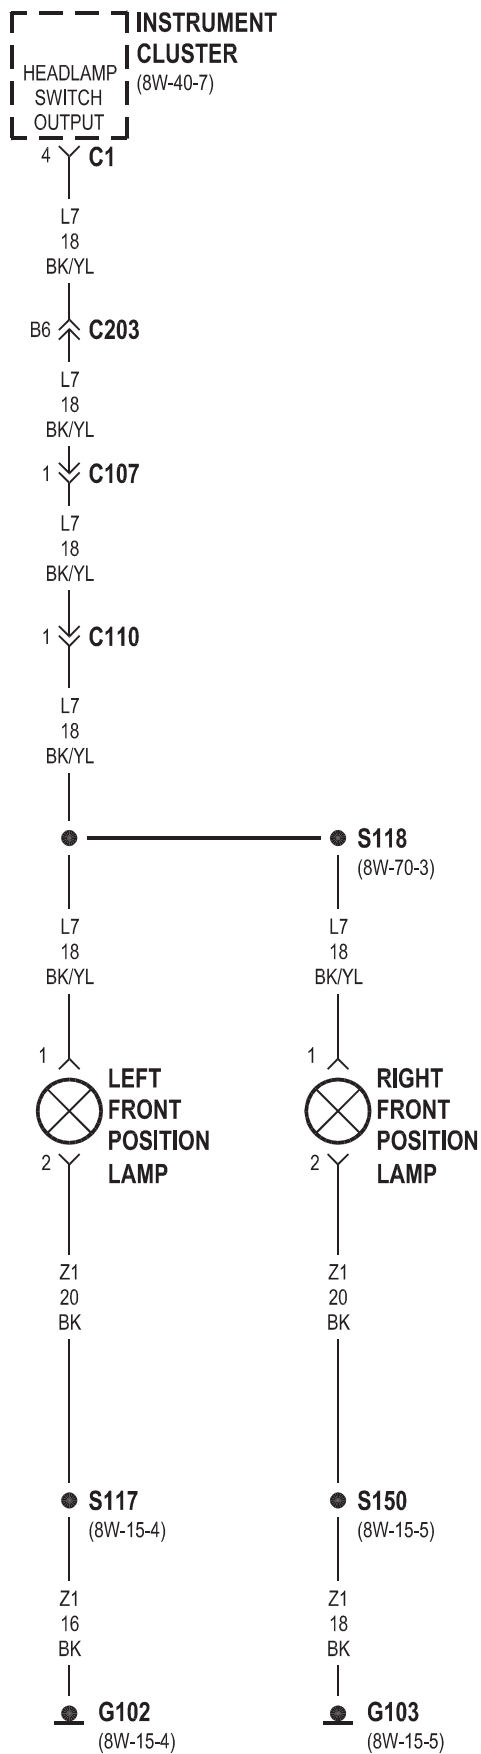 INSTRUMENT
CLUSTER
(8W-40-7)
HEADLAMP
SWITCH
OUTPUT
4 C1
L7
18
BK/YL
B6 C203
L7
18
BK/YL
1 C107
L7
18
BK/YL
1 C110
L7
18
BK/YL
S118
(8W-70-3)
L7
18
BK/YL
L7
18
BK/YL
1
LEFT
FRONT
POSITION
LAMP
2
1
RIGHT
FRONT
POSITION
LAMP
2
Z1
20
BK
Z1
20
BK
S117
(8W-15-4)
S150
(8W-15-5)
Z1
16
BK
Z1
18
BK
G102
(8W-15-4)
G103
(8W-15-5)